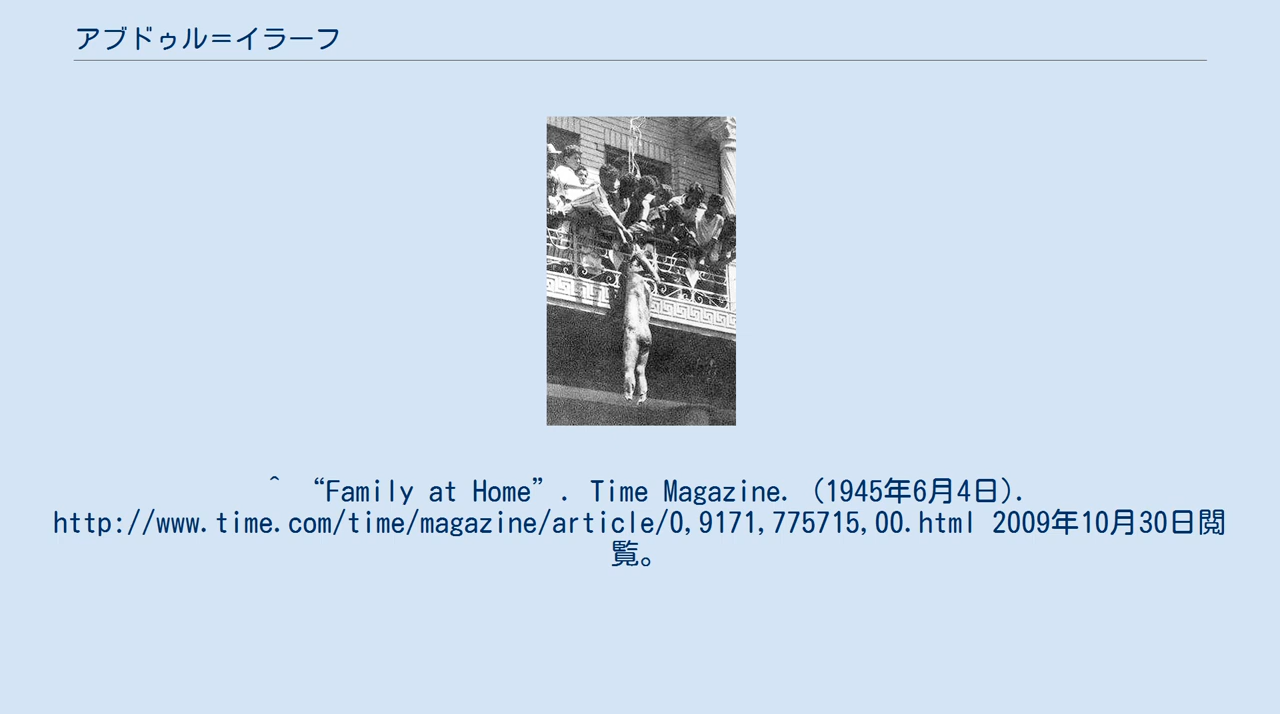 アブドゥル＝イラーフ
^ “Family at Home”. Time Magazine. (1945年6月4日).
http://www.time.com/time/magazine/article/0,9171,775715,00.html 2009年10月30日閲
覧。